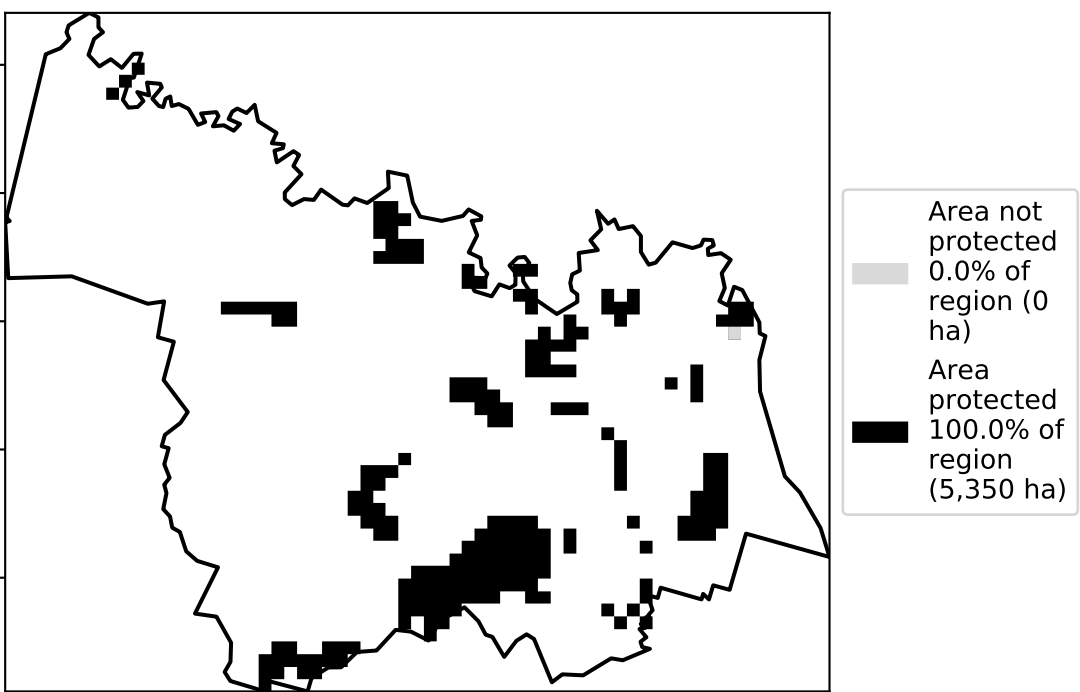 Area not
protected
0.0% of
region (0
ha)
Area
protected
100.0% of
region
(5,350 ha)